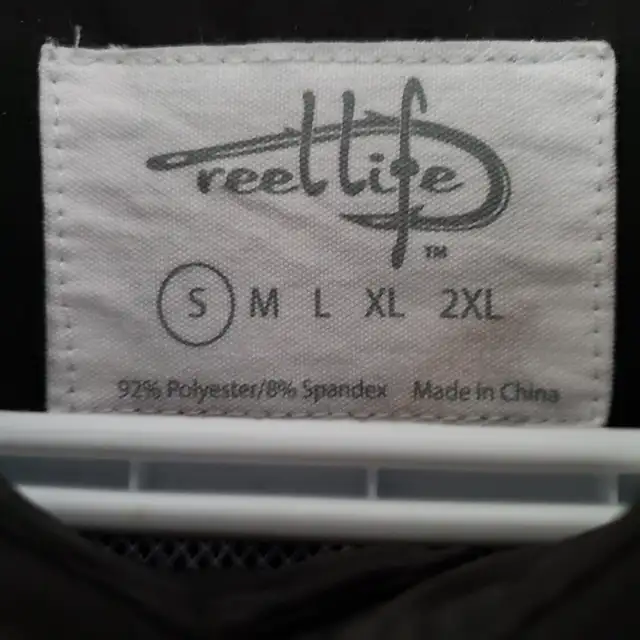 reel life
TM
S M L XL 2XL
92% Polyester/8% Spandex Made in China